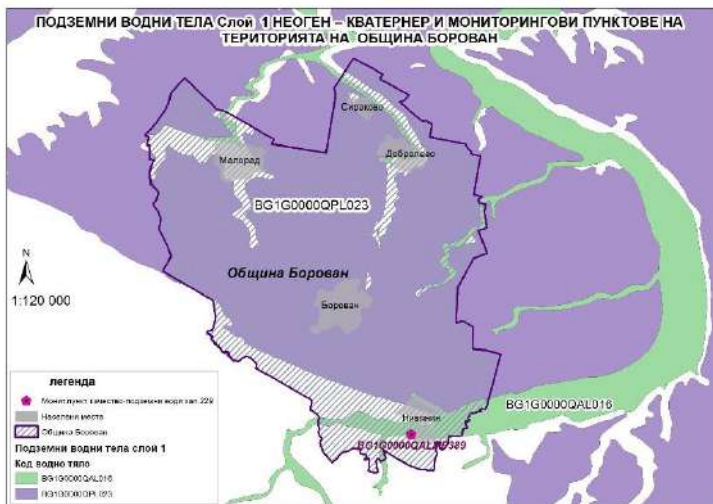 ПОДЗЕМНИ ВОДНИ ТЕЛА Слой 1 НЕОГЕН – КВАТЕРНЕР И МОНИТОРИНГОВИ ПУНКТОВЕ НА
ТЕРИТОРИЯТА НА ОБЩИНА БОРОВАН
Сираково
Малорад
Добролево
BG1G0000QPL023
N
Община Борован
1:120 000
Борован
легенда
Нивянин
BG1G0000QAL016
Населени места
Община Борован
Подземни водни тела слой 1
Код водно тяло
BG1G0000QAL016
BG1G0000QPL023